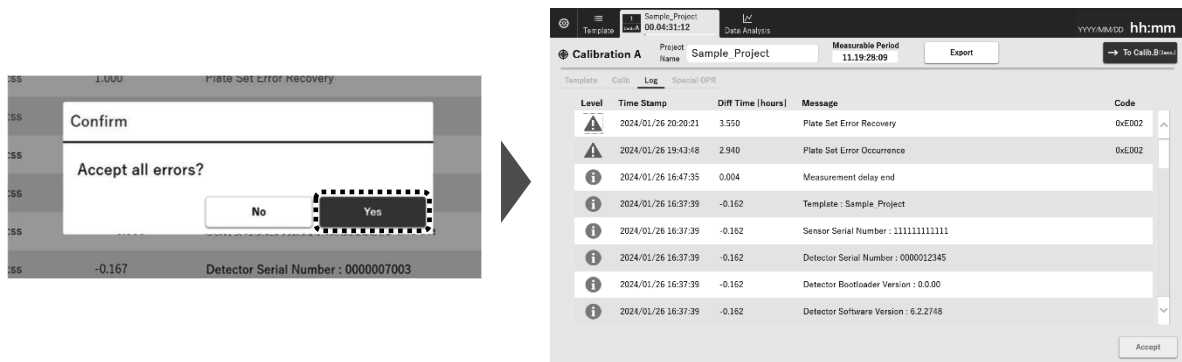 :ss 1.000 Plate Set Error Recovery
:ss
Confirm
:ss
Accept all errors?
:ss
No Yes
:ss
:ss -0.167 Detector Serial Number : 0000007003
Template
1
Sample_Project
00.04:31:12
Data Analysis
YYYY/MM/DD hh:mm
Calibration A
Project Name
Sample_Project
Measurable Period
11.19:28:09
Export
→ To Calib.B
Template Calib Log Special OPR
Level Time Stamp Diff Time [hours] Message Code
2024/01/26 20:20:21 3.550 Plate Set Error Recovery 0xE002
2024/01/26 19:43:48 2.940 Plate Set Error Occurrence 0xE002
2024/01/26 16:47:35 0.004 Measurement delay end
2024/01/26 16:37:39 -0.162 Template : Sample_Project
2024/01/26 16:37:39 -0.162 Sensor Serial Number : 111111111111
2024/01/26 16:37:39 -0.162 Detector Serial Number : 0000012345
2024/01/26 16:37:39 -0.162 Detector Bootloader Version : 0.0.00
2024/01/26 16:37:39 -0.162 Detector Software Version : 6.2.2748
Accept